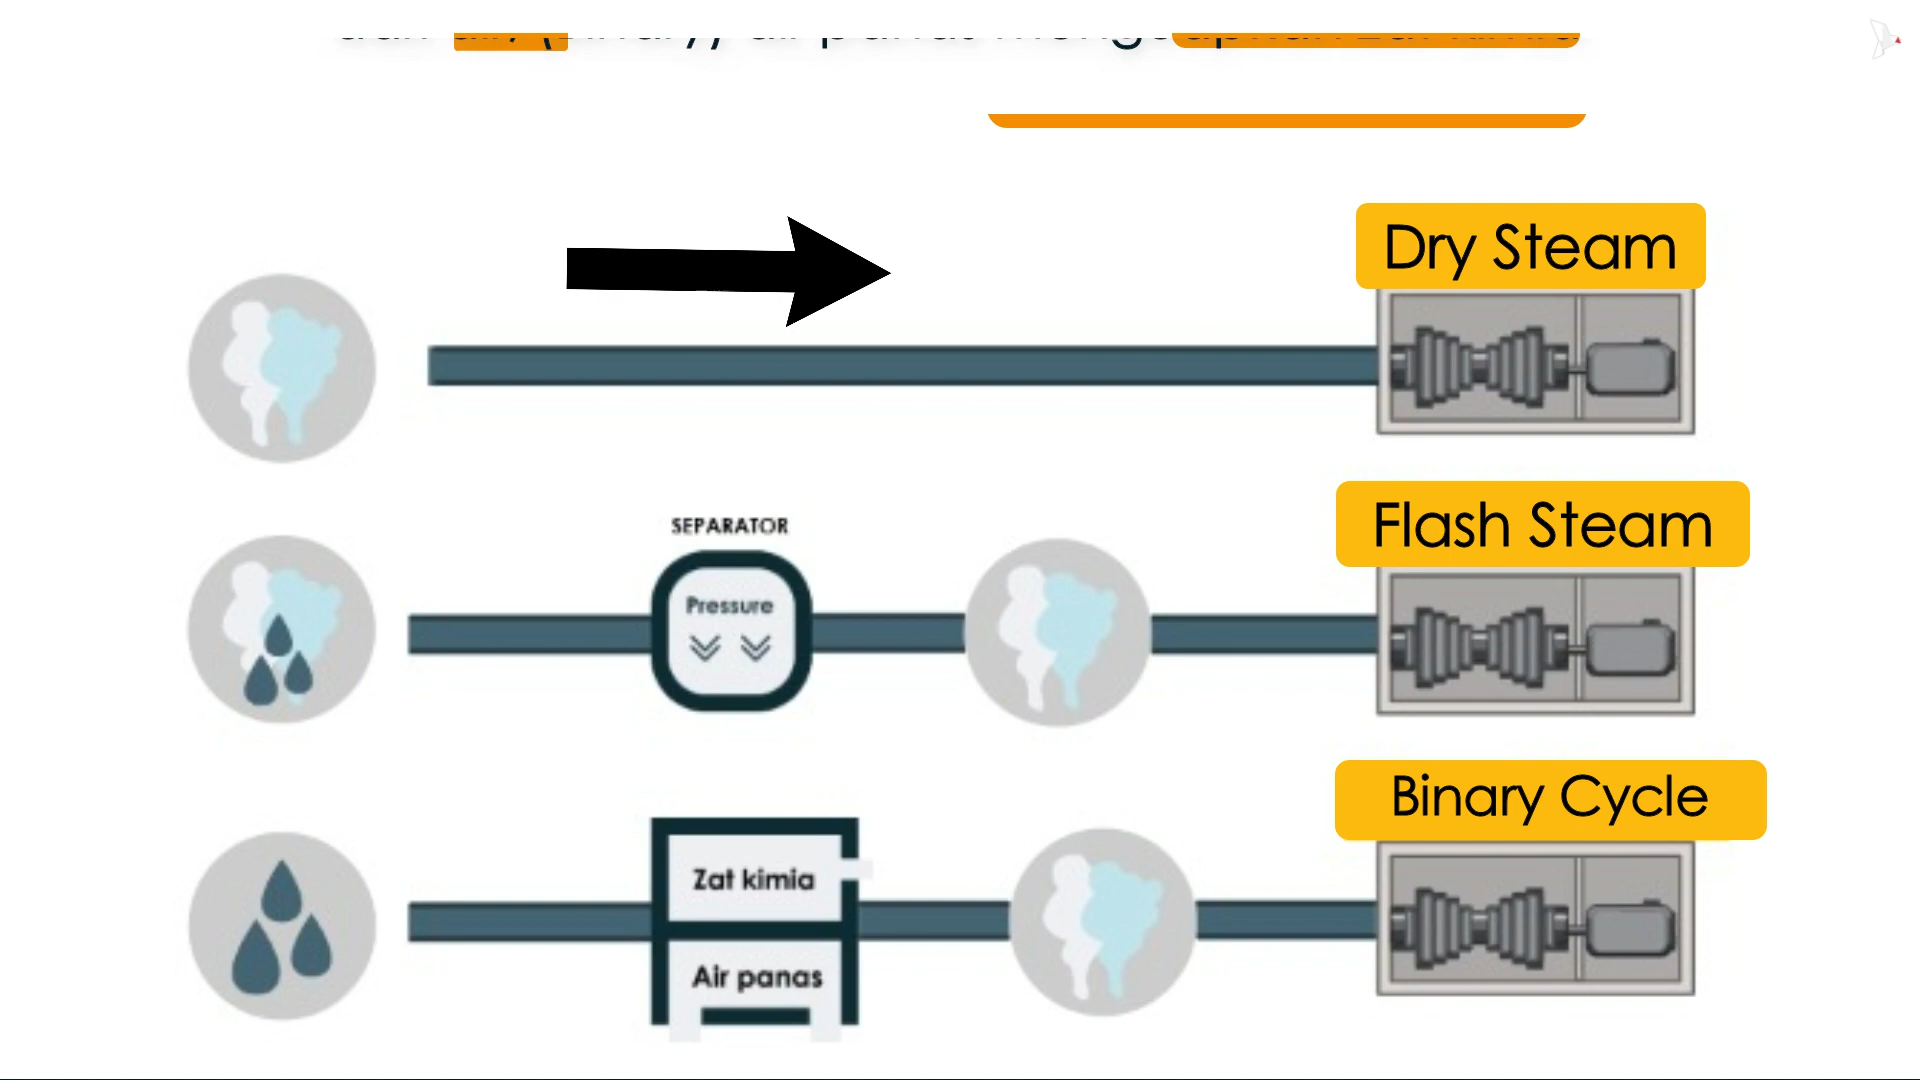 Dry Steam
SEPARATOR
Pressure
Flash Steam
Zat kimia
Air panas
Binary Cycle